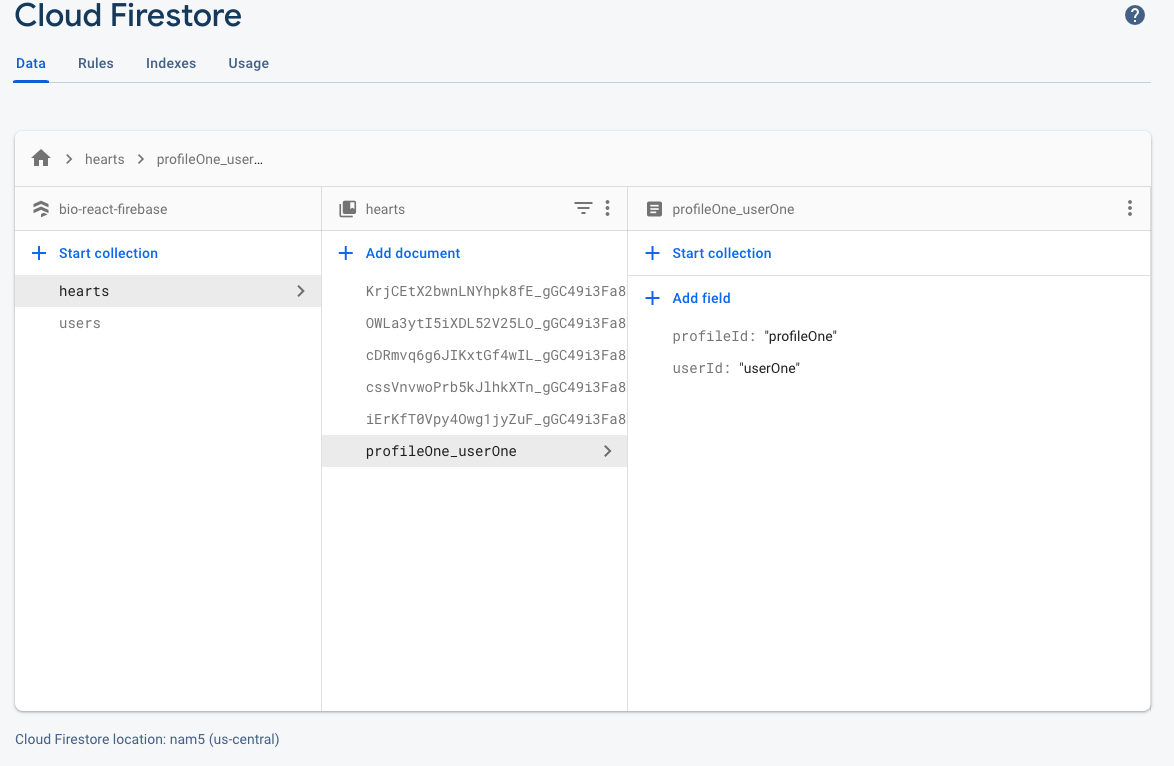 Cloud Firestore
?
Data Rules Indexes Usage
hearts profileOne_user...
bio-react-firebase
hearts
profileOne_userOne
Start collection
Add document
Start collection
hearts
users
KrjCEtX2bwnLNYhpk8fE_gGC49i3Fa8
OWLa3ytI5iXDL52V25LO_gGC49i3Fa8
cDRmvq6g6JIKxtGf4wIL_gGC49i3Fa8
cssVnvwoPrb5kJlhkXTn_gGC49i3Fa8
iErKfT0Vpy4Owg1jyZuF_gGC49i3Fa8
profileOne_userOne
Add field
profileId: "profileOne"
userId: "userOne"
Cloud Firestore location: nam5 (us-central)